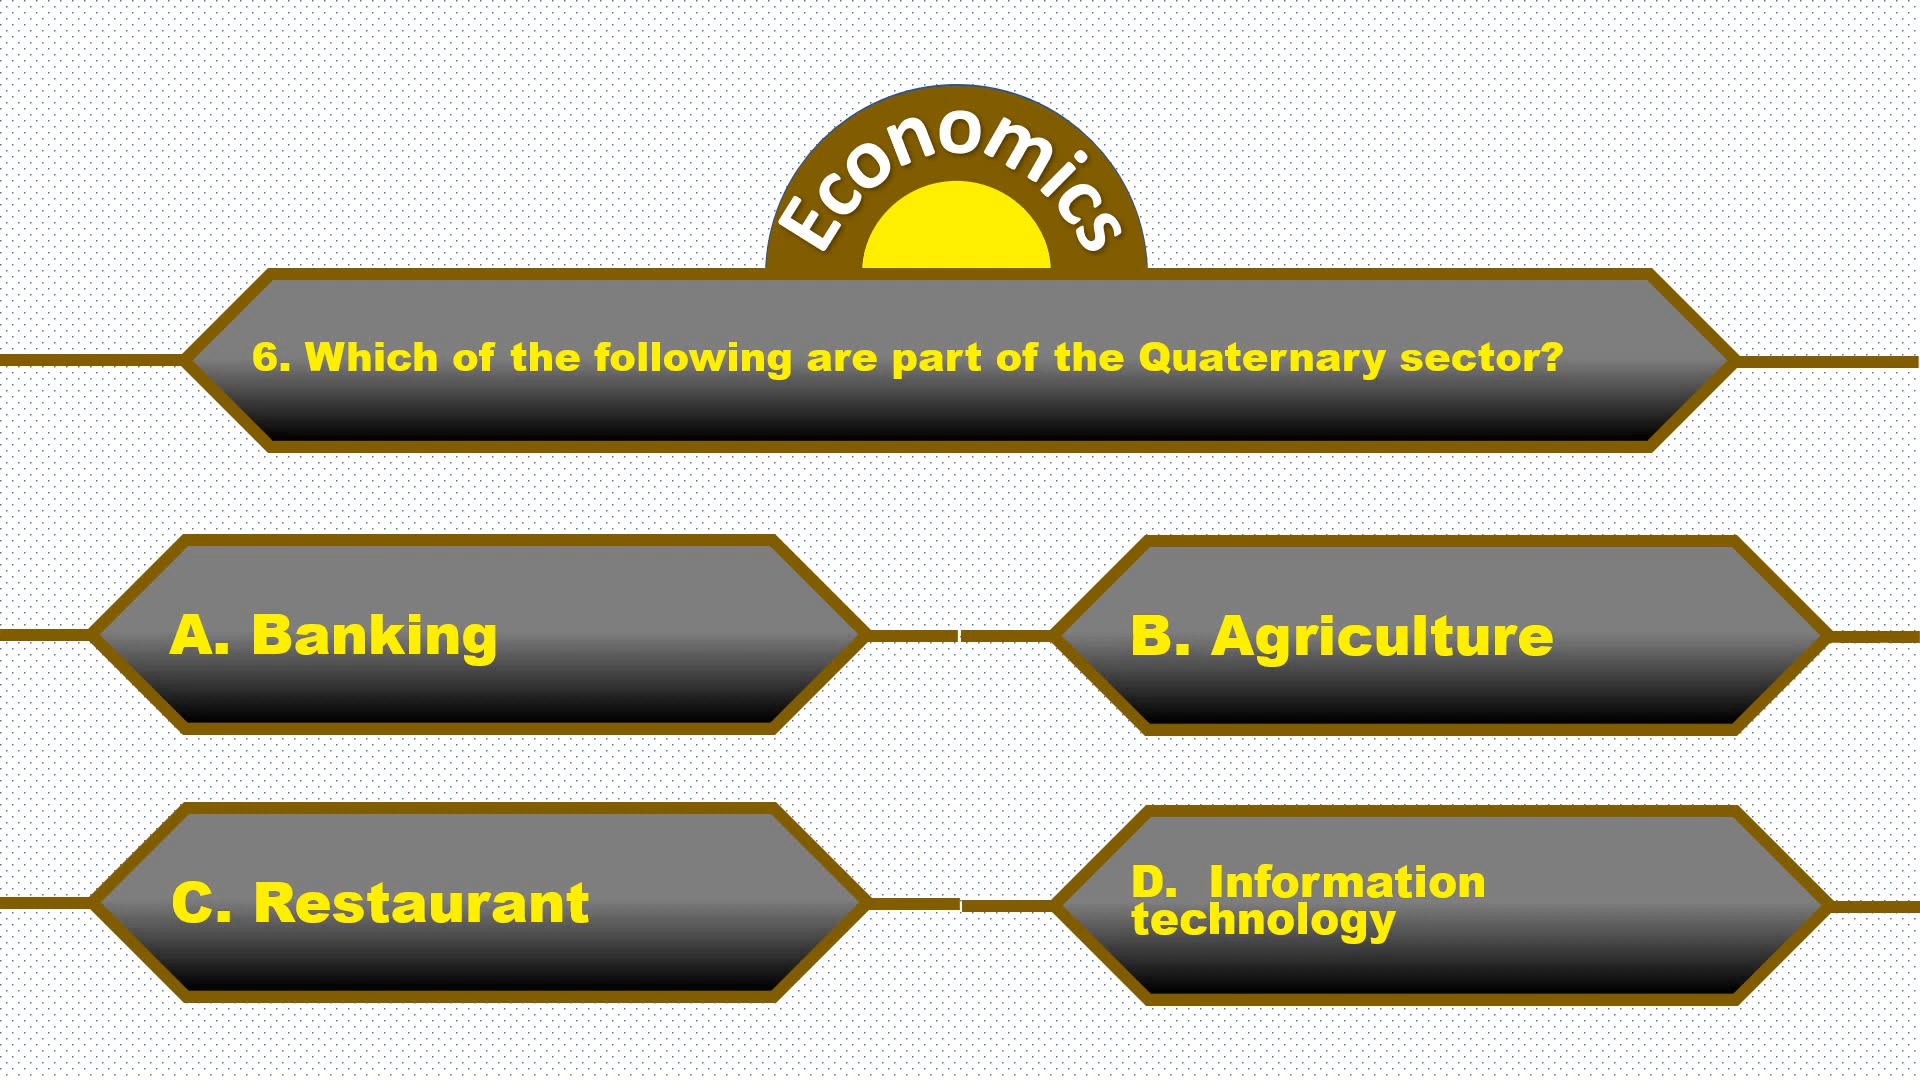 Economics
6. Which of the following are part of the Quaternary sector?
A. Banking
B. Agriculture
C. Restaurant
D. Information
technology